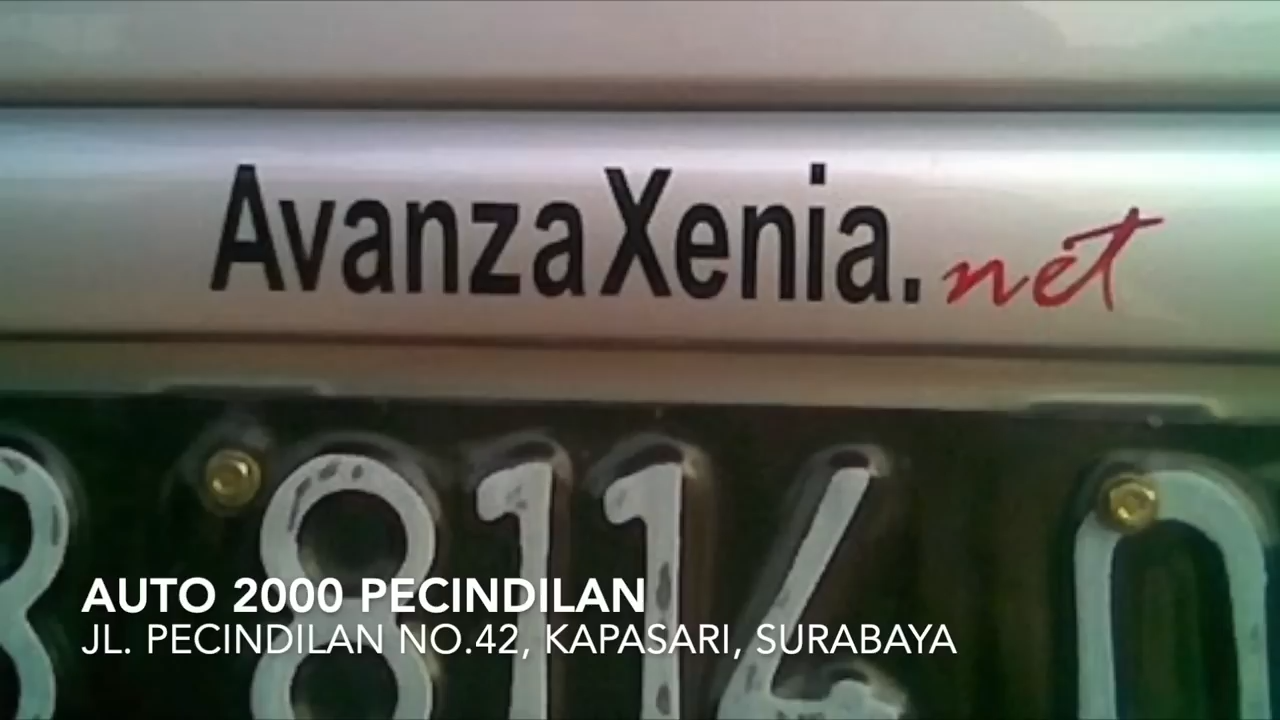 AvanzaXenia.net
8114
AUTO 2000 PECINDILAN
JL. PECINDILAN NO.42, KAPASARI, SURABAYA